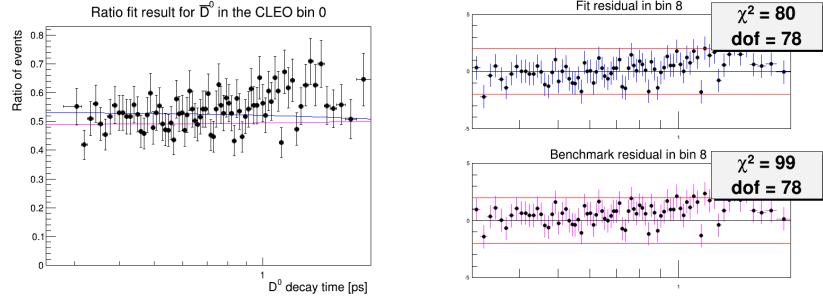 Ratio fit result for D̅⁰ in the CLEO bin 0
Ratio of events
0.8
0.7
0.6
0.5
0.4
0.3
0.2
0.1
0
1
D⁰ decay time [ps]
Fit residual in bin 8
χ² = 80
dof = 78
5
0
-5
1
Benchmark residual in bin 8
χ² = 99
dof = 78
5
0
-5
1